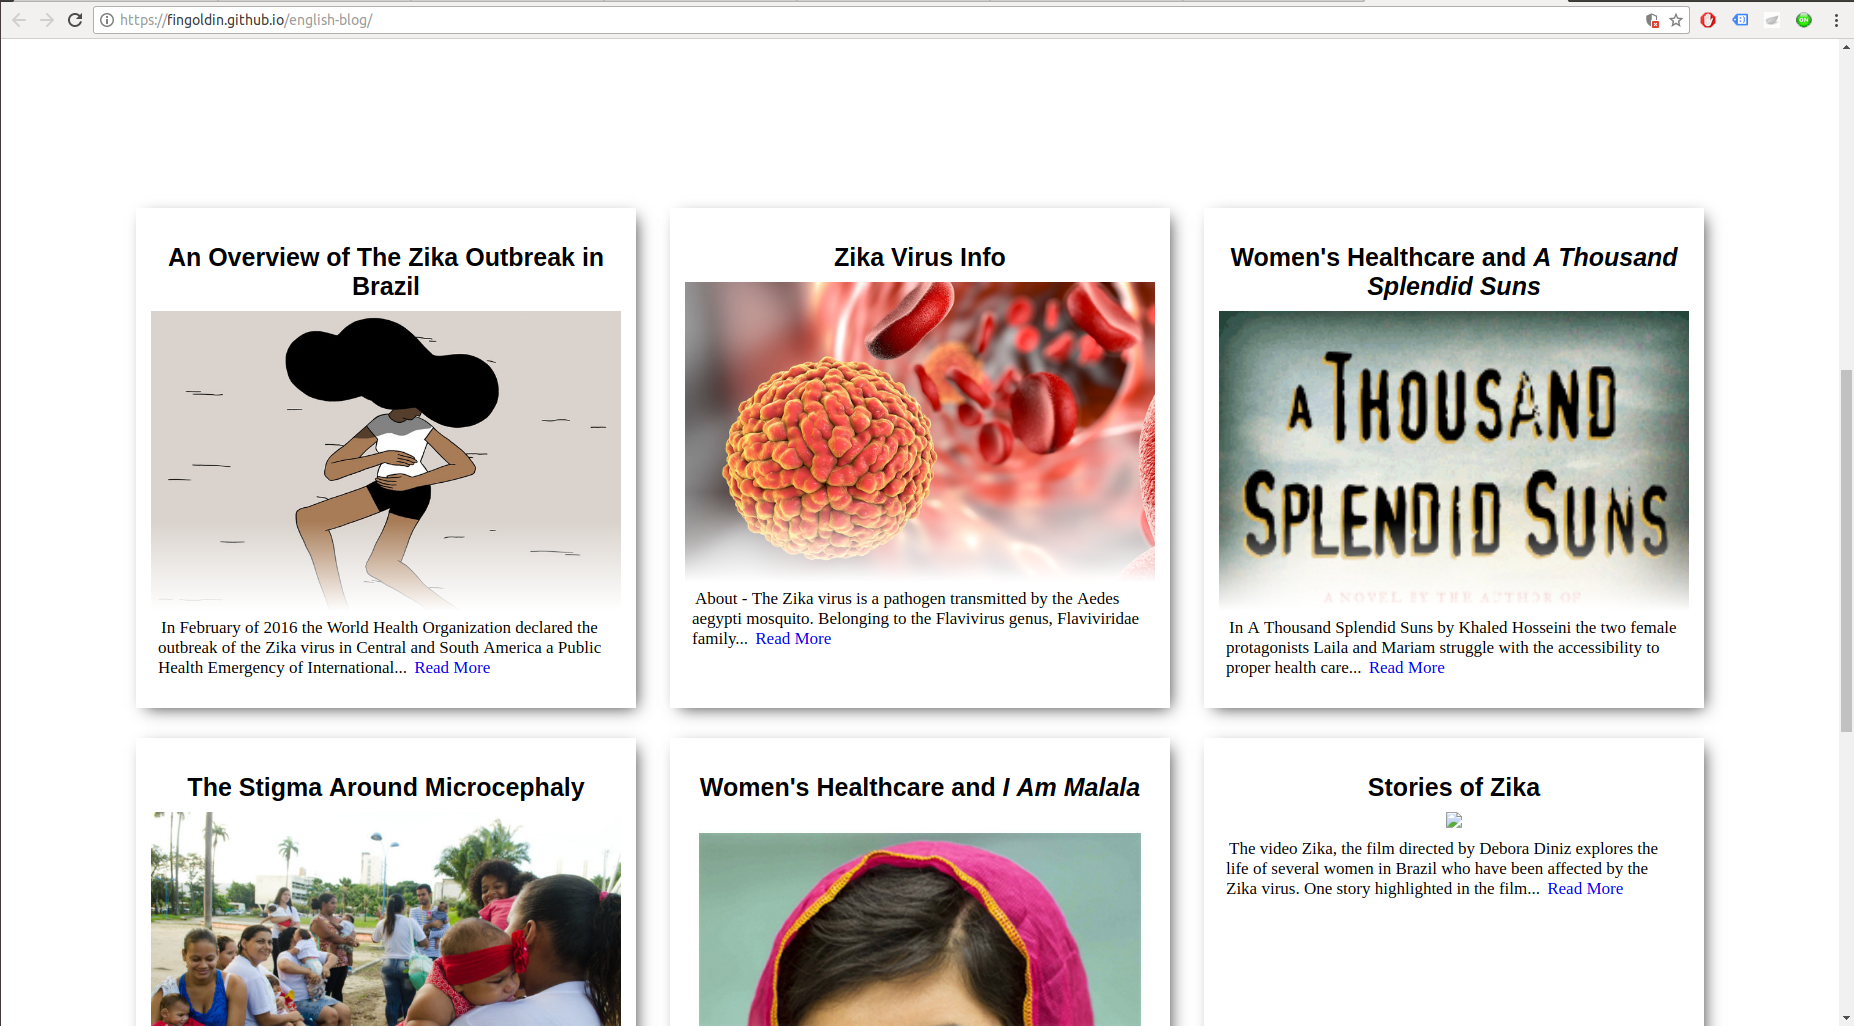 https://fingoldin.github.io/english-blog/
An Overview of The Zika Outbreak in
Brazil
In February of 2016 the World Health Organization declared the
outbreak of the Zika virus in Central and South America a Public
Health Emergency of International... Read More
Zika Virus Info
About - The Zika virus is a pathogen transmitted by the Aedes
aegypti mosquito. Belonging to the Flavivirus genus, Flaviviridae
family... Read More
Women's Healthcare and A Thousand
Splendid Suns
A THOUSAND
SPLENDID SUNS
A NOVEL BY THE AUTHOR OF
In A Thousand Splendid Suns by Khaled Hosseini the two female
protagonists Laila and Mariam struggle with the accessibility to
proper health care... Read More
The Stigma Around Microcephaly
Women's Healthcare and I Am Malala
Stories of Zika
The video Zika, the film directed by Debora Diniz explores the
life of several women in Brazil who have been affected by the
Zika virus. One story highlighted in the film... Read More